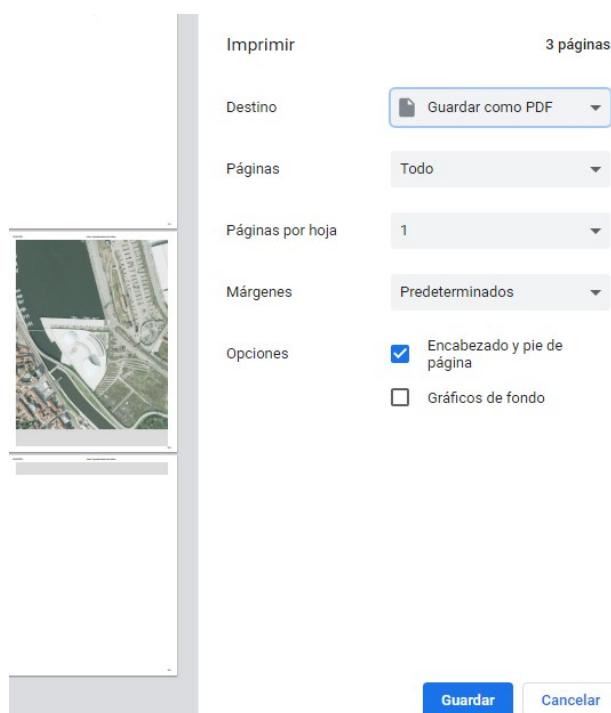 Imprimir
3 páginas
Destino
Guardar como PDF
Páginas
Todo
Páginas por hoja
1
Márgenes
Predeterminados
Opciones
Encabezado y pie de
página
Gráficos de fondo
Guardar
Cancelar